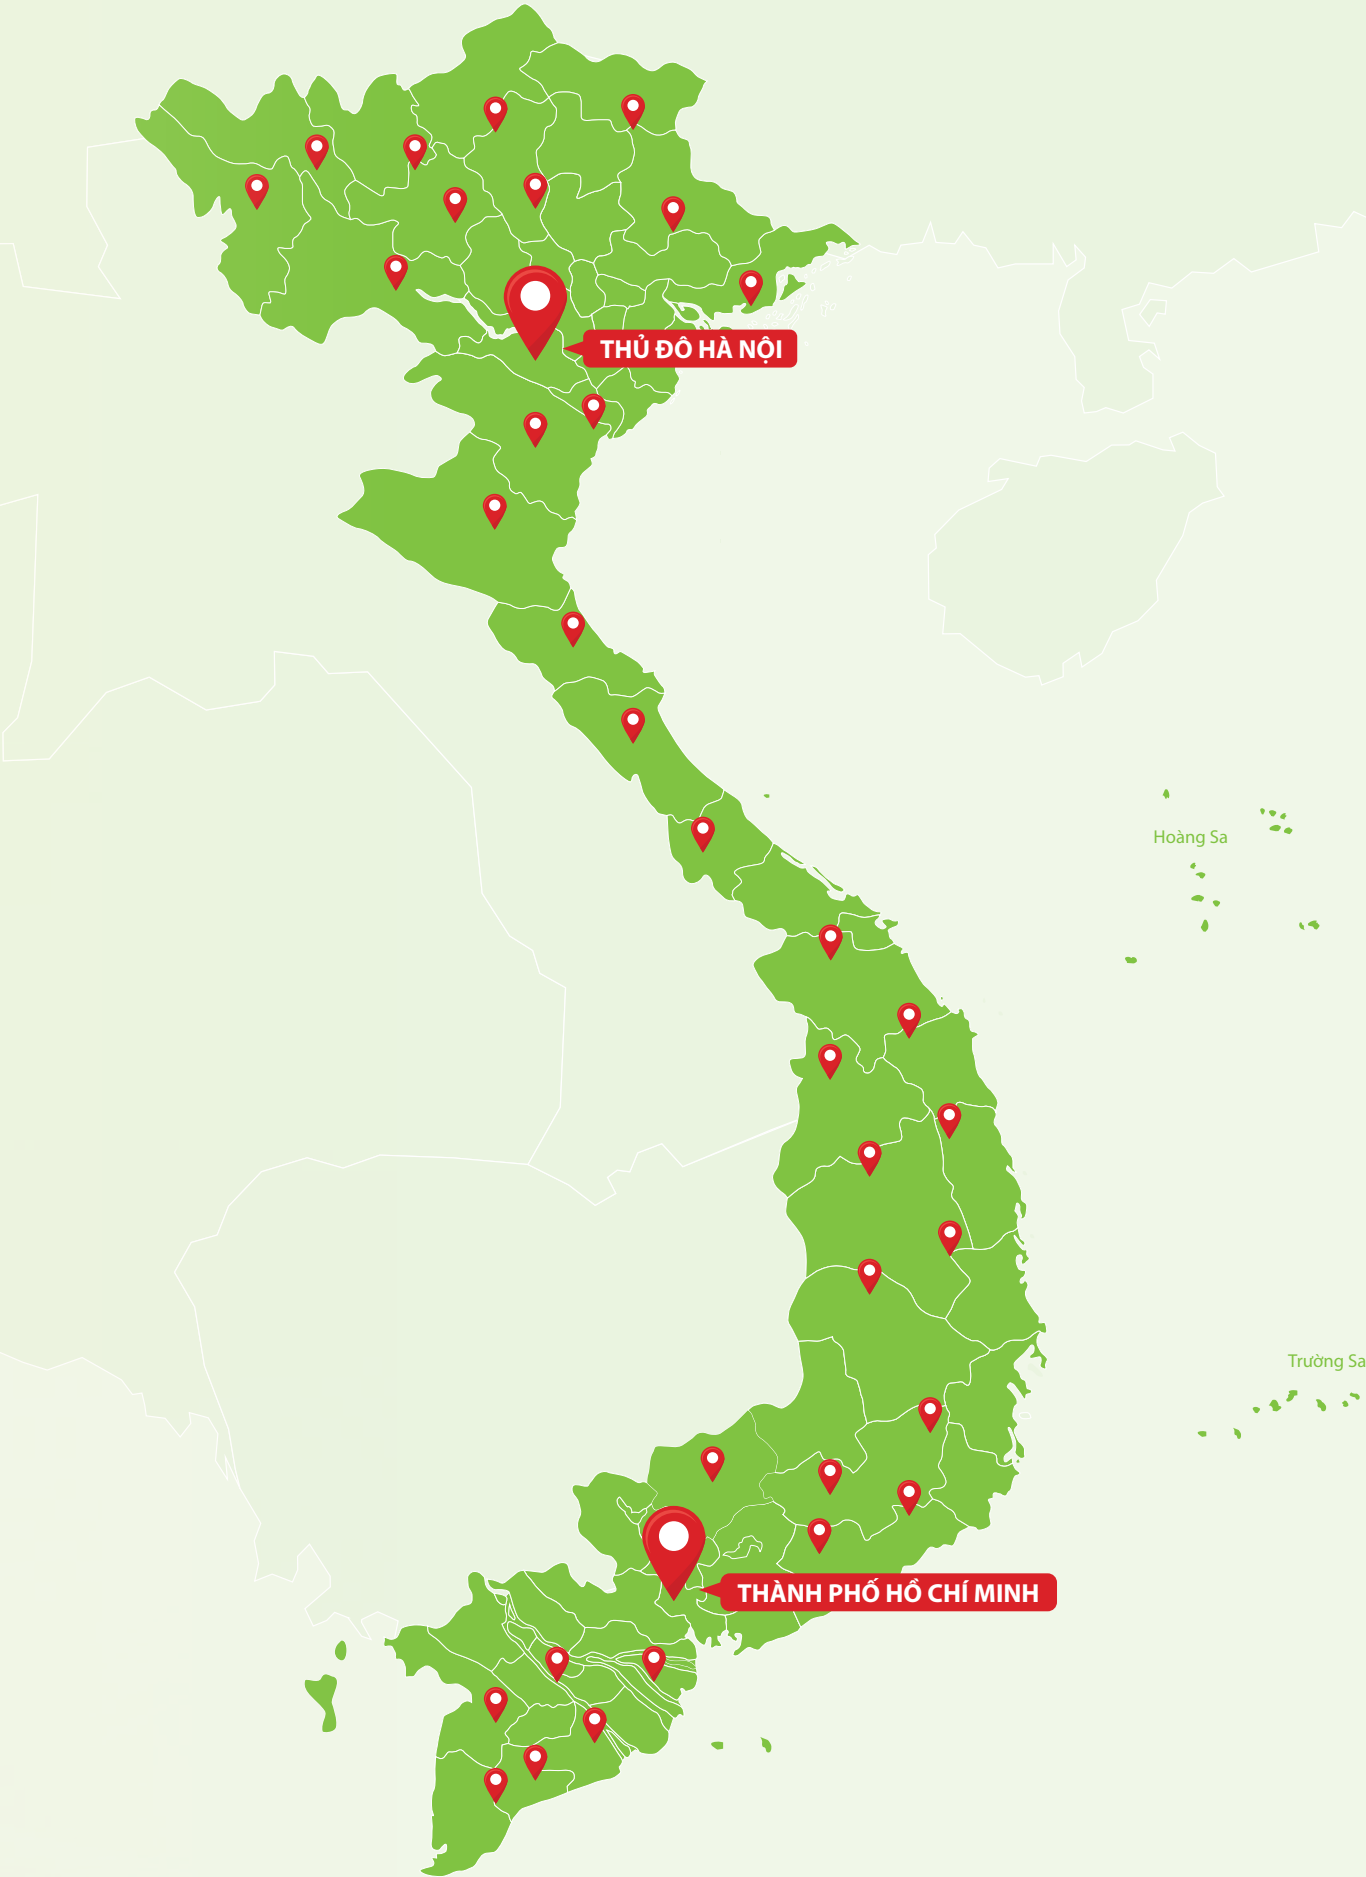 THỦ ĐÔ HÀ NỘI
Hoàng Sa
Trường Sa
THÀNH PHỐ HỒ CHÍ MINH